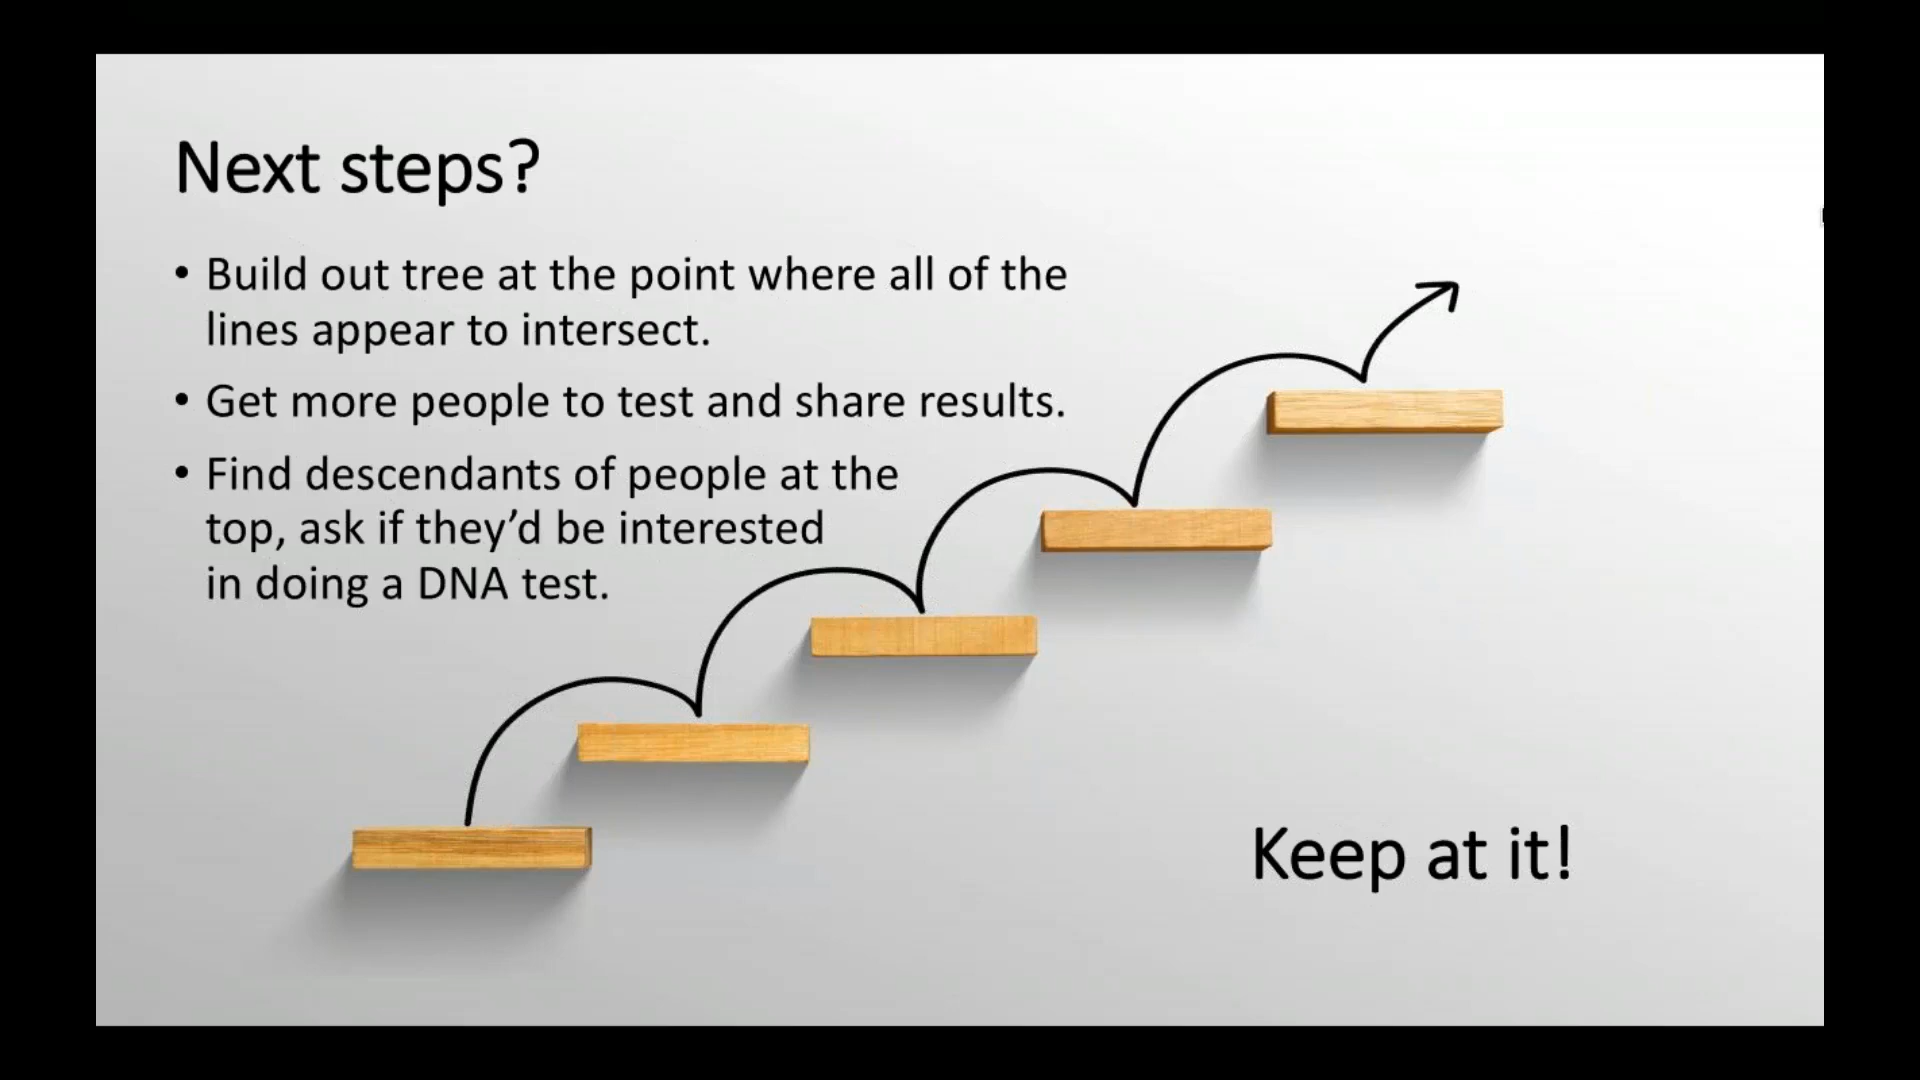 Next steps?
• Build out tree at the point where all of the
lines appear to intersect.
• Get more people to test and share results.
• Find descendants of people at the
top, ask if they’d be interested
in doing a DNA test.
Keep at it!